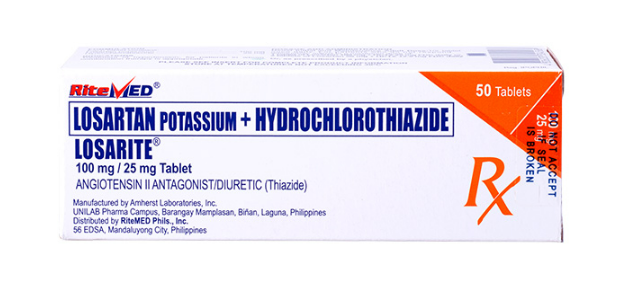 RiteMED®
50 Tablets
LOSARTAN POTASSIUM + HYDROCHLOROTHIAZIDE
LOSARITE®
100 mg / 25 mg Tablet
ANGIOTENSIN II ANTAGONIST/DIURETIC (Thiazide)
Manufactured by Amherst Laboratories, Inc.
UNILAB Pharma Campus, Barangay Mamplasan, Biñan, Laguna, Philippines
Distributed by RiteMED Phils., Inc.
56 EDSA, Mandaluyong City, Philippines
Rx
DO NOT ACCEPT
IF SEAL
IS BROKEN
25 m